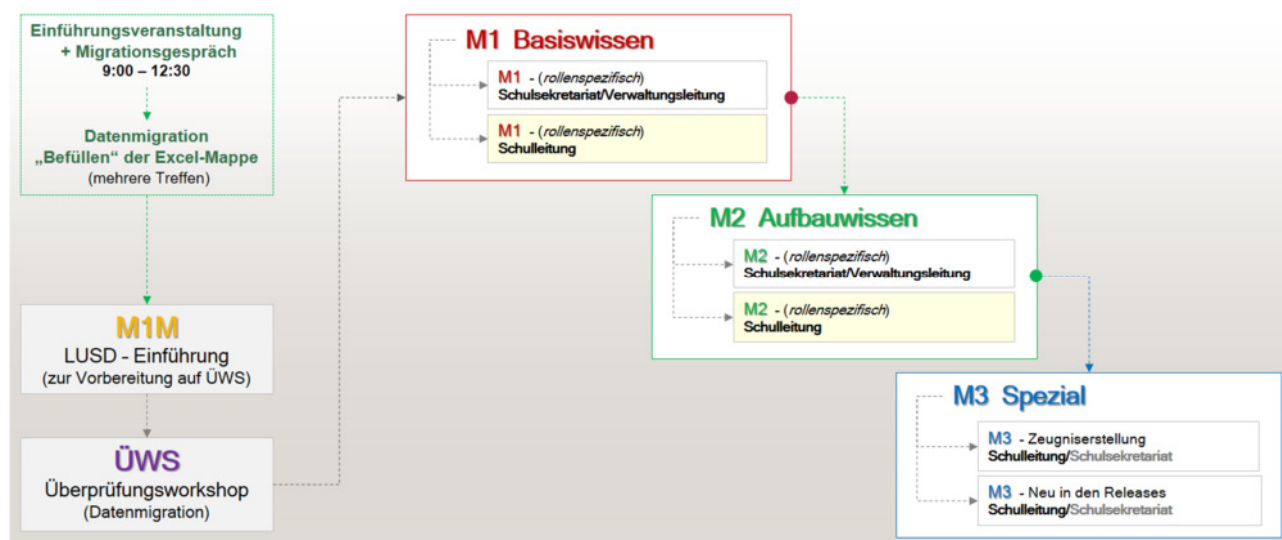 Einführungsveranstaltung
+ Migrationsgespräch
9:00 – 12:30
Datenmigration
„Befüllen“ der Excel-Mappe
(mehrere Treffen)
M1M
LUSD - Einführung
(zur Vorbereitung auf ÜWS)
ÜWS
Überprüfungsworkshop
(Datenmigration)
M1 Basiswissen
M1 - (rollenspezifisch)
Schulsekretariat/Verwaltungsleitung
M1 - (rollenspezifisch)
Schulleitung
M2 Aufbauwissen
M2 - (rollenspezifisch)
Schulsekretariat/Verwaltungsleitung
M2 - (rollenspezifisch)
Schulleitung
M3 Spezial
M3 - Zeugniserstellung
Schulleitung/Schulsekretariat
M3 - Neu in den Releases
Schulleitung/Schulsekretariat